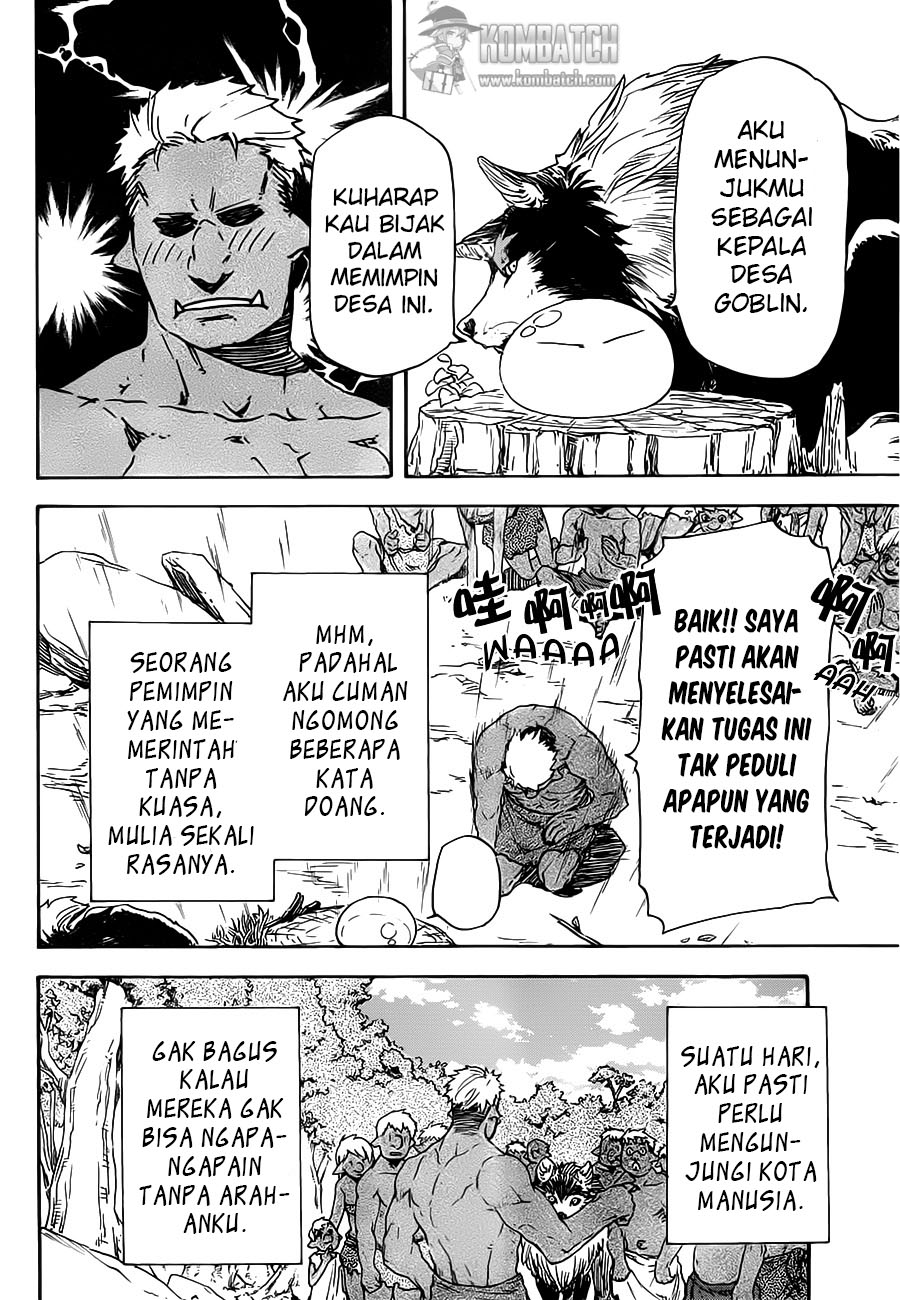 KOMBATCH
www.kombatch.com
AKU
MENUN-
JUKMU
SEBAGAI
KEPALA
DESA
GOBLIN.
KUHARAP
KAU BIJAK
DALAM
MEMIMPIN
DESA INI.
BAIK!! SAYA
PASTI AKAN
MENYELESAI-
KAN TUGAS INI
TAK PEDULI
APAPUN YANG
TERJADI!
啊啊
AAH
哇啊啊啊
WAAAA
MHM,
PADAHAL
AKU CUMAN
NGOMONG
BEBERAPA
KATA
DOANG.
SEORANG
PEMIMPIN
YANG ME-
MERINTAH
TANPA
KUASA,
MULIA SEKALI
RASANYA.
SUATU HARI,
AKU PASTI
PERLU
MENGUN-
JUNGI KOTA
MANUSIA.
GAK BAGUS
KALAU
MEREKA GAK
BISA NGAPA-
NGAPAIN
TANPA ARAH-
ANKU.